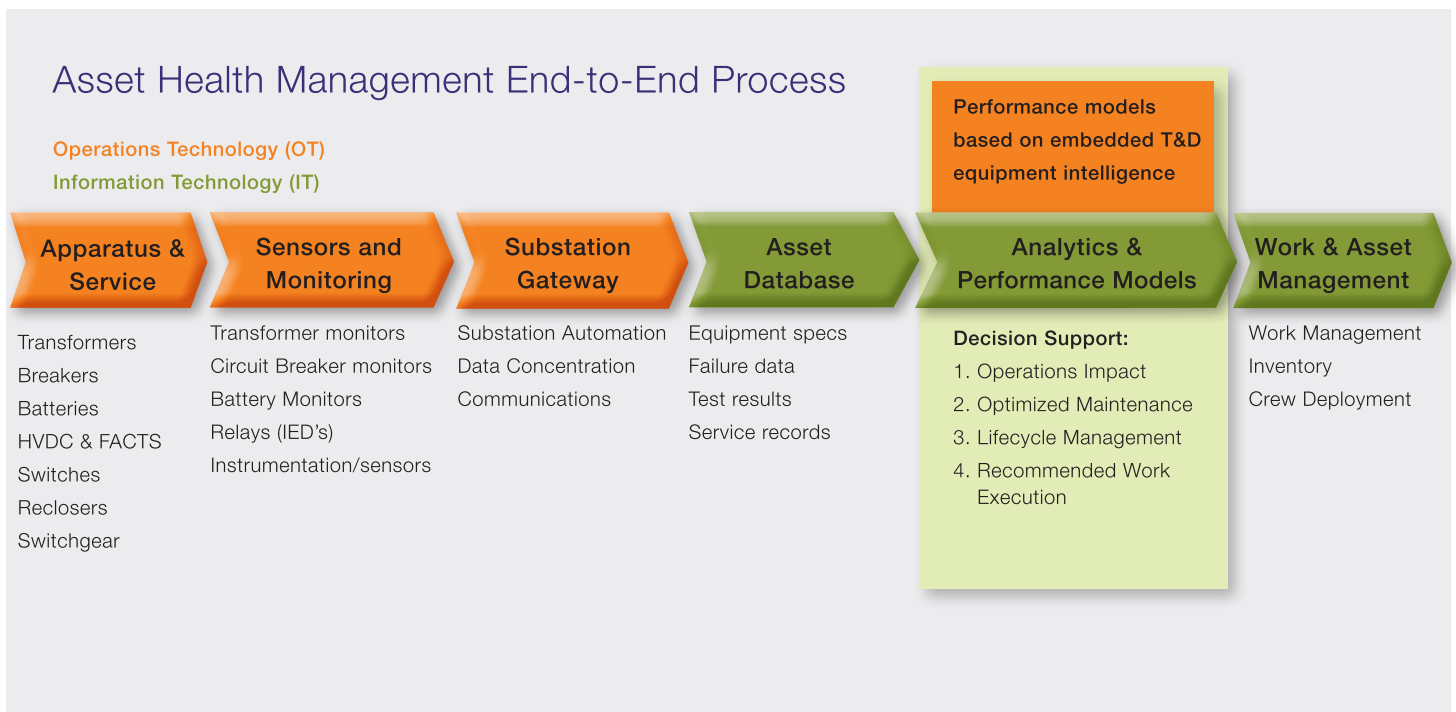 Asset Health Management End-to-End Process
Operations Technology (OT)
Information Technology (IT)
Performance models
based on embedded T&D
equipment intelligence
Apparatus &
Service
Transformers
Breakers
Batteries
HVDC & FACTS
Switches
Reclosers
Switchgear
Sensors and
Monitoring
Transformer monitors
Circuit Breaker monitors
Battery Monitors
Relays (IED's)
Instrumentation/sensors
Substation
Gateway
Substation Automation
Data Concentration
Communications
Asset
Database
Equipment specs
Failure data
Test results
Service records
Analytics &
Performance Models
Decision Support:
1. Operations Impact
2. Optimized Maintenance
3. Lifecycle Management
4. Recommended Work
Execution
Work & Asset
Management
Work Management
Inventory
Crew Deployment